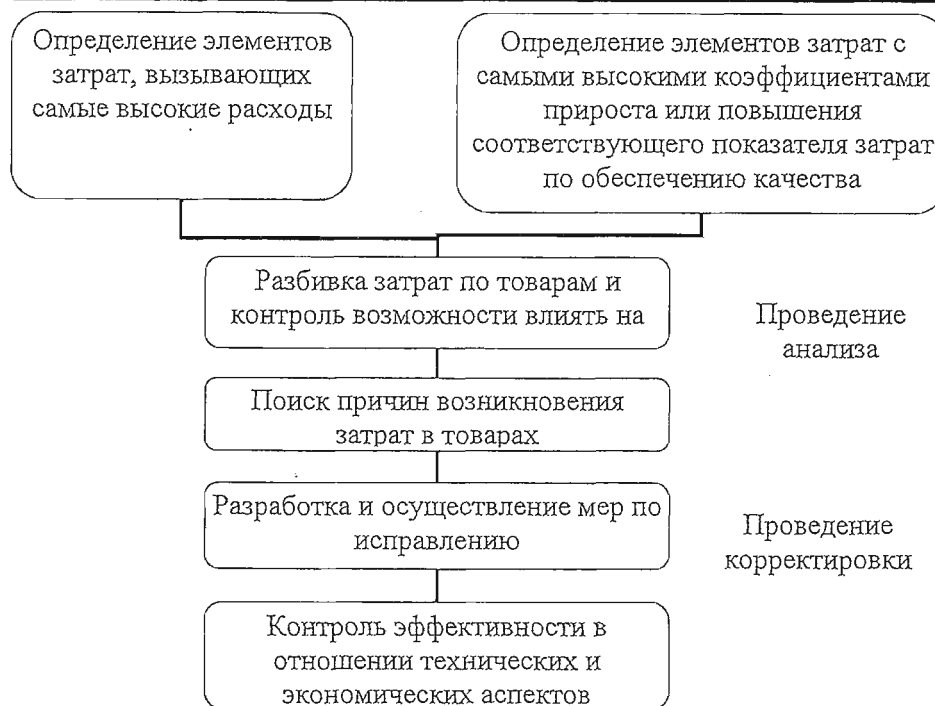 Определение элементов
затрат, вызывающих
самые высокие расходы
Определение элементов затрат с
самыми высокими коэффициентами
прироста или повышения
соответствующего показателя затрат
по обеспечению качества
Разбивка затрат по товарам и
контроль возможности влиять на
Проведение
анализа
Поиск причин возникновения
затрат в товарах
Разработка и осуществление мер по
исправлению
Проведение
корректировки
Контроль эффективности в
отношении технических и
экономических аспектов